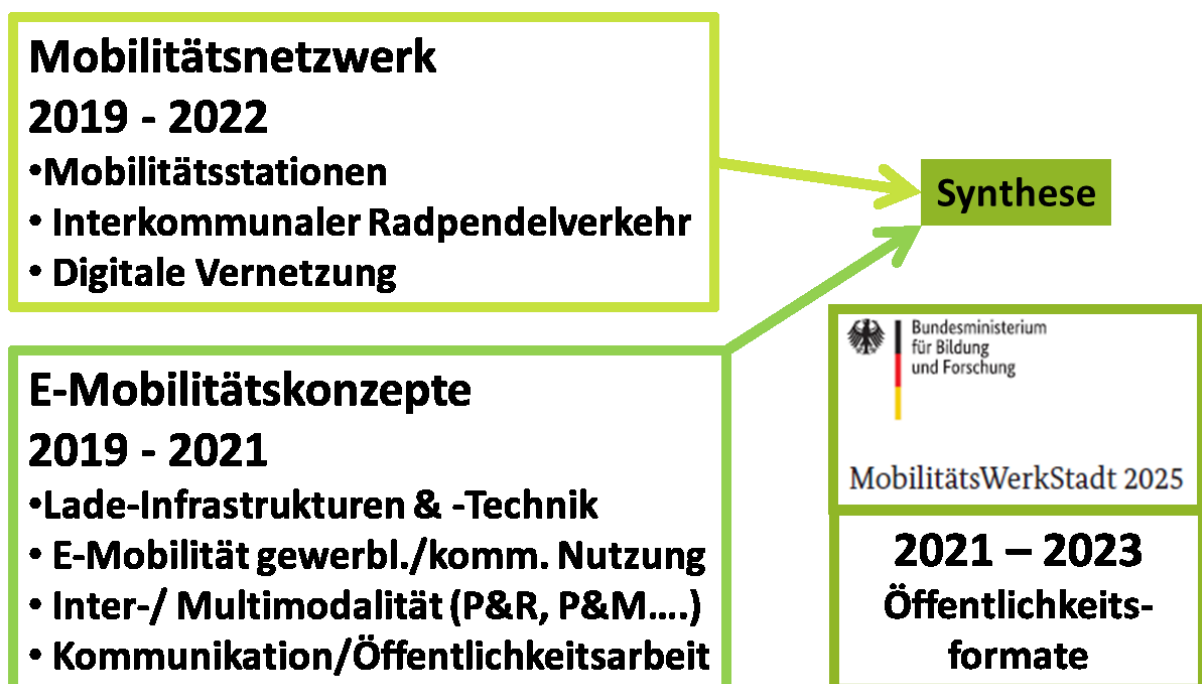 Mobilitätsnetzwerk
2019 - 2022
•Mobilitätsstationen
• Interkommunaler Radpendelverkehr
• Digitale Vernetzung
Synthese
E-Mobilitätskonzepte
2019 - 2021
•Lade-Infrastrukturen & -Technik
• E-Mobilität gewerbl./komm. Nutzung
• Inter-/ Multimodalität (P&R, P&M....)
• Kommunikation/Öffentlichkeitsarbeit
Bundesministerium
für Bildung
und Forschung
MobilitätsWerkStadt 2025
2021 – 2023
Öffentlichkeits-
formate